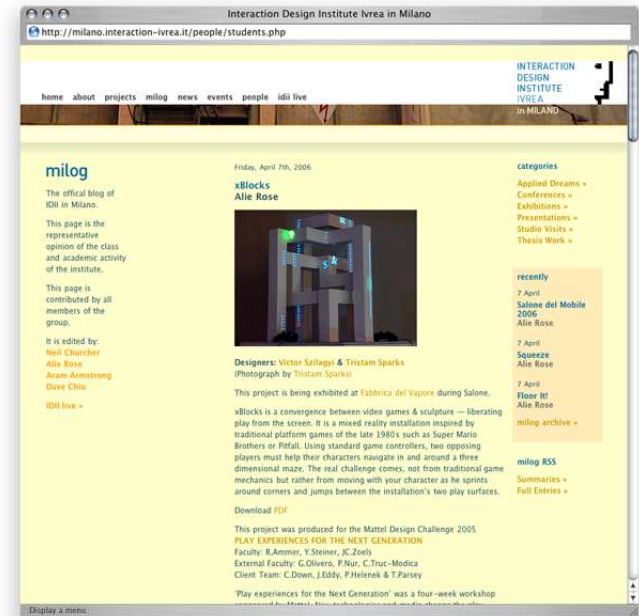 Interaction Design Institute Ivrea in Milano
http://milano.interaction-ivrea.it/people/students.php
INTERACTION
DESIGN
INSTITUTE
IVREA
in MILANO
home about projects milog news events people idii live
milog
The offical blog of
IDII in Milano.
This page is the
representative
opinion of the class
and academic activity
of the institute.
This page is
contributed by all
members of the
group.
It is edited by:
Neil Churcher
Alie Rose
Aram Armstrong
Dave Chiu
IDII live »
Friday, April 7th, 2006
xBlocks
Alie Rose
Designers: Victor Szilagyi & Tristam Sparks
(Photograph by Tristam Sparks)
This project is being exhibited at Fabbrica del Vapore during Salone.
xBlocks is a convergence between video games & sculpture — liberating
play from the screen. It is a mixed reality installation inspired by
traditional platform games of the late 1980s such as Super Mario
Brothers or Pitfall. Using standard game controllers, two opposing
players must help their characters navigate in and around a three
dimensional maze. The real challenge comes, not from traditional game
mechanics but rather from moving with your character as he sprints
around corners and jumps between the installation's two play surfaces.
Download PDF
This project was produced for the Mattel Design Challenge 2005
PLAY EXPERIENCES FOR THE NEXT GENERATION
Faculty: R.Ammer, Y.Steiner, JC.Zoels
External Faculty: G.Olivero, P.Nur, C.Truc-Modica
Client Team: C.Down, J.Eddy, P.Helenek & T.Parsey
'Play experiences for the Next Generation' was a four-week workshop
categories
Applied Dreams »
Conferences »
Exhibitions »
Presentations »
Studio Visits »
Thesis Work »
recently
7 April
Salone del Mobile
2006
Alie Rose
7 April
Squeeze
Alie Rose
7 April
Floor It!
Alie Rose
milog archive »
milog RSS
Summaries »
Full Entries »
Display a menu